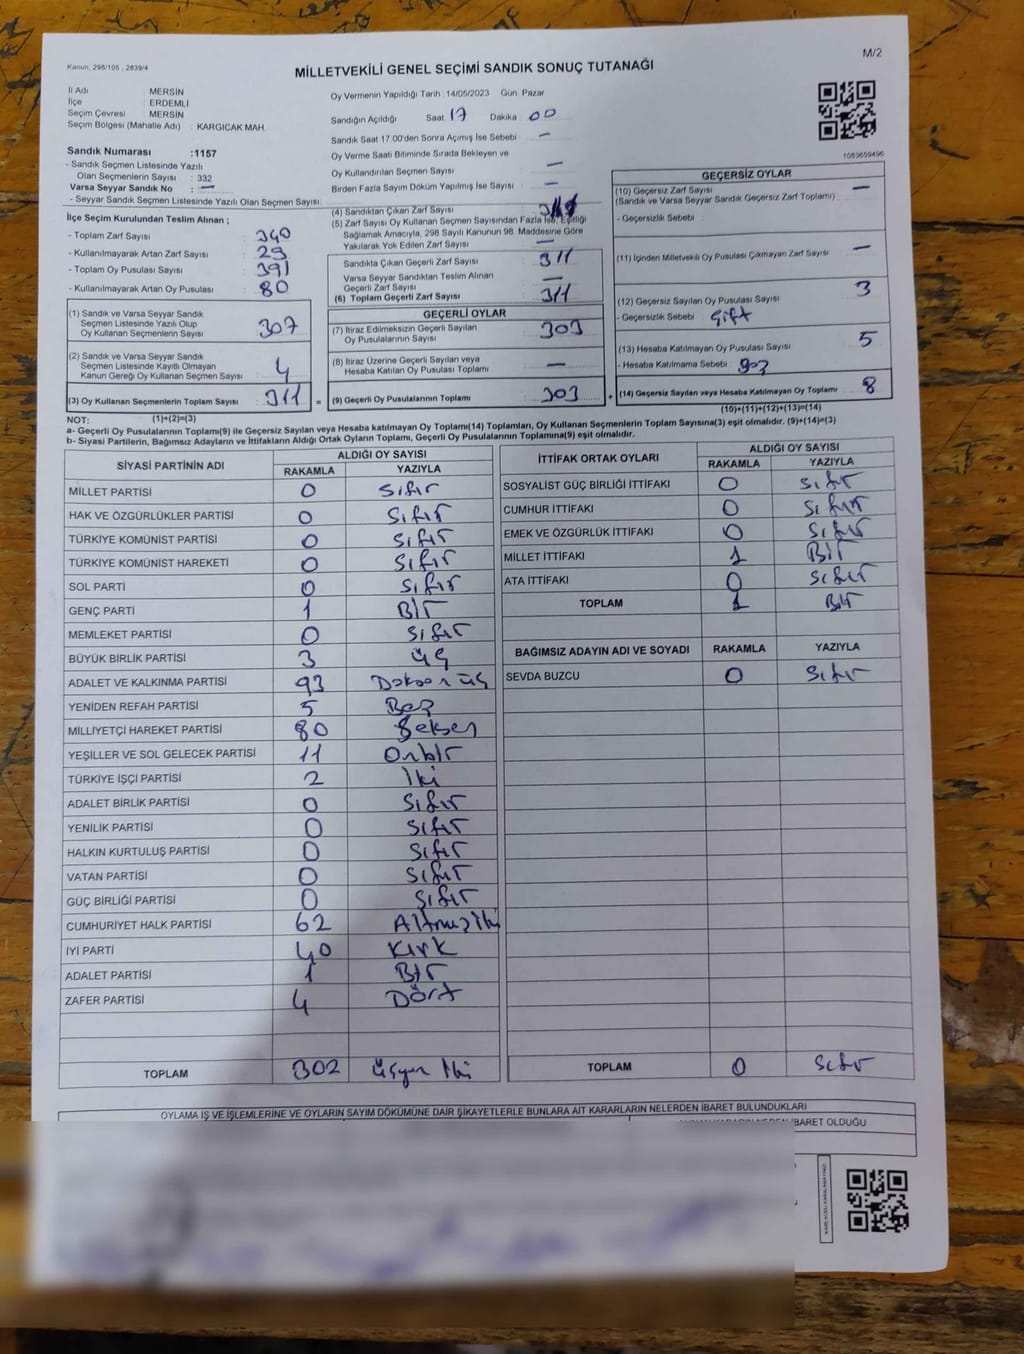 M/2
Kanun. 298/105 , 2839/4
MİLLETVEKİLİ GENEL SEÇİMİ SANDIK SONUÇ TUTANAĞI
İl Adı : MERSİN
İlçe : ERDEMLİ
Seçim Çevresi : MERSİN
Seçim Bölgesi (Mahalle Adı) : KARGICAK MAH.
Sandık Numarası :1157
- Sandık Seçmen Listesinde Yazılı
Olan Seçmenlerin Sayısı : 332
Varsa Seyyar Sandık No : —
- Seyyar Sandık Seçmen Listesinde Yazılı Olan Seçmen Sayısı:
Oy Vermenin Yapıldığı Tarih :14/05/2023 Gün: Pazar
Sandığın Açıldığı Saat: 17 Dakika : 00
Sandık Saat 17.00'den Sonra Açımış İse Sebebi : —
Oy Verme Saati Bitiminde Sırada Bekleyen ve
Oy Kullandırılan Seçmen Sayısı : —
Birden Fazla Sayım Döküm Yapılmış İse Sayısı : —
1083659496
İlçe Seçim Kurulundan Teslim Alınan ;
- Toplam Zarf Sayısı : 340
- Kullanılmayarak Artan Zarf Sayısı : 29
- Toplam Oy Pusulası Sayısı : 391
- Kullanılmayarak Artan Oy Pusulası : 80
(4) Sandıktan Çıkan Zarf Sayısı :
(5) Zarf Sayısı Oy Kullanan Seçmen Sayısından Fazla İse, Eşitliği
Sağlamak Amacıyla, 298 Sayılı Kanunun 98. Maddesine Göre
Yakılarak Yok Edilen Zarf Sayısı : —
Sandıkta Çıkan Geçerli Zarf Sayısı : 311
Varsa Seyyar Sandıktan Teslim Alınan
Geçerli Zarf Sayısı : —
(6) Toplam Geçerli Zarf Sayısı : 311
GEÇERSİZ OYLAR
(10) Geçersiz Zarf Sayısı : —
(Sandık ve Varsa Seyyar Sandık Geçersiz Zarf Toplamı)
- Geçersizlik Sebebi :
(11) İçinden Milletvekili Oy Pusulası Çıkmayan Zarf Sayısı : —
(12) Geçersiz Sayılan Oy Pusulası Sayısı : 3
- Geçersizlik Sebebi : Çift
(13) Hesaba Katılmayan Oy Pusulası Sayısı : 5
- Hesaba Katılmama Sebebi :
(14) Geçersiz Sayılan veya Hesaba Katılmayan Oy Toplamı : 8
(10)+(11)+(12)+(13)=(14)
(1) Sandık ve Varsa Seyyar Sandık
Seçmen Listesinde Yazılı Olup
Oy Kullanan Seçmenlerin Sayısı : 307
(2) Sandık ve Varsa Seyyar Sandık
Seçmen Listesinde Kayıtlı Olmayan
Kanun Gereği Oy Kullanan Seçmen Sayısı : 4
(3) Oy Kullanan Seçmenlerin Toplam Sayısı : 311 =
(1)+(2)=(3)
GEÇERLİ OYLAR
(7) İtiraz Edilmeksizin Geçerli Sayılan
Oy Pusulalarının Sayısı : 303
(8) İtiraz Üzerine Geçerli Sayılan veya
Hesaba Katılan Oy Pusulası Toplamı : —
(9) Geçerli Oy Pusulalarının Toplamı : 303 +
NOT:
a- Geçerli Oy Pusulalarının Toplamı(9) ile Geçersiz Sayılan veya Hesaba katılmayan Oy Toplamı(14) Toplamları, Oy Kullanan Seçmenlerin Toplam Sayısına(3) eşit olmalıdır. (9)+(14)=(3)
b- Siyasi Partilerin, Bağımsız Adayların ve İttifakların Aldığı Ortak Oyların Toplamı, Geçerli Oy Pusulalarının Toplamına(9) eşit olmalıdır.
SİYASİ PARTİNİN ADI ALDIĞI OY SAYISI
RAKAMLA YAZIYLA
MİLLET PARTİSİ 0 Sıfır
HAK VE ÖZGÜRLÜKLER PARTİSİ 0 Sıfır
TÜRKİYE KOMÜNİST PARTİSİ 0 Sıfır
TÜRKİYE KOMÜNİST HAREKETİ 0 Sıfır
SOL PARTİ 0 Sıfır
GENÇ PARTİ 1 Bir
MEMLEKET PARTİSİ 0 Sıfır
BÜYÜK BİRLİK PARTİSİ 3 üç
ADALET VE KALKINMA PARTİSİ 93 Doksan üç
YENİDEN REFAH PARTİSİ 5 Beş
MİLLİYETÇİ HAREKET PARTİSİ 80 Seksen
YEŞİLLER VE SOL GELECEK PARTİSİ 11 Onbir
TÜRKİYE İŞÇİ PARTİSİ 2 İki
ADALET BİRLİK PARTİSİ 0 Sıfır
YENİLİK PARTİSİ 0 Sıfır
HALKIN KURTULUŞ PARTİSİ 0 Sıfır
VATAN PARTİSİ 0 Sıfır
GÜÇ BİRLİĞİ PARTİSİ 0 Sıfır
CUMHURİYET HALK PARTİSİ 62 Altmış iki
İYİ PARTİ 40 Kırk
ADALET PARTİSİ 1 Bir
ZAFER PARTİSİ 4 Dört
TOPLAM 302 üçyüz iki
İTTİFAK ORTAK OYLARI ALDIĞI OY SAYISI
RAKAMLA YAZIYLA
SOSYALİST GÜÇ BİRLİĞİ İTTİFAKI 0 Sıfır
CUMHUR İTTİFAKI 0 Sıfır
EMEK VE ÖZGÜRLÜK İTTİFAKI 0 Sıfır
MİLLET İTTİFAKI 1 Bir
ATA İTTİFAKI 0 Sıfır
TOPLAM 1 Bir
BAĞIMSIZ ADAYIN ADI VE SOYADI RAKAMLA YAZIYLA
SEVDA BUZCU 0 Sıfır
TOPLAM 0 Sıfır
OYLAMA İŞ VE İŞLEMLERİNE VE OYLARIN SAYIM DÖKÜMÜNE DAİR ŞİKAYETLERLE BUNLARA AİT KARARLARIN NELERDEN İBARET BULUNDUKLARI
İBARET OLDUĞU